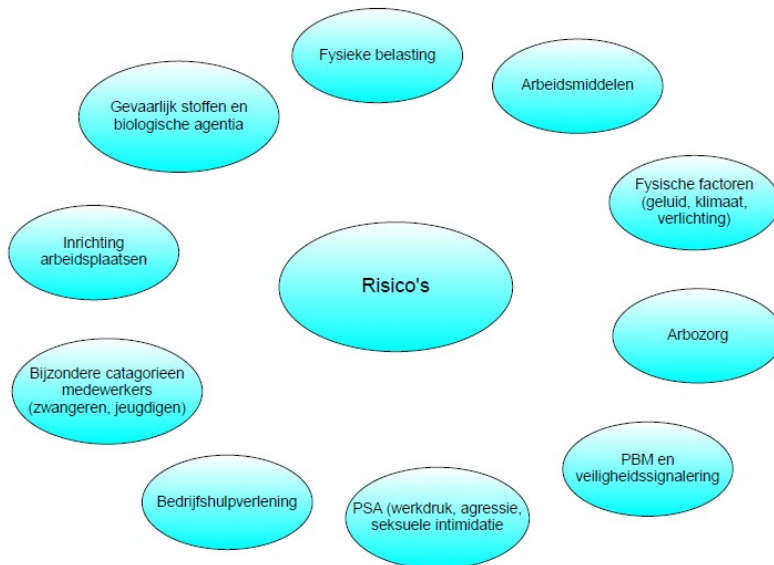 Fysieke belasting
Arbeidsmiddelen
Gevaarlijk stoffen en
biologische agentia
Fysische factoren
(geluid, klimaat,
verlichting)
Inrichting
arbeidsplaatsen
Risico's
Arbozorg
Bijzondere catagorieen
medewerkers
(zwangeren, jeugdigen)
PBM en
veiligheidssignalering
Bedrijfshulpverlening
PSA (werkdruk, agressie,
seksuele intimidatie